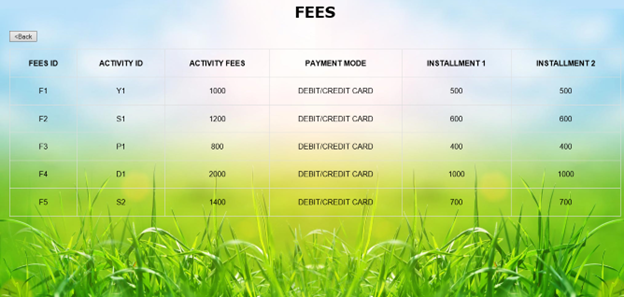 FEES
<Back
FEES ID ACTIVITY ID ACTIVITY FEES PAYMENT MODE INSTALLMENT 1 INSTALLMENT 2
F1 Y1 1000 DEBIT/CREDIT CARD 500 500
F2 S1 1200 DEBIT/CREDIT CARD 600 600
F3 P1 800 DEBIT/CREDIT CARD 400 400
F4 D1 2000 DEBIT/CREDIT CARD 1000 1000
F5 S2 1400 DEBIT/CREDIT CARD 700 700